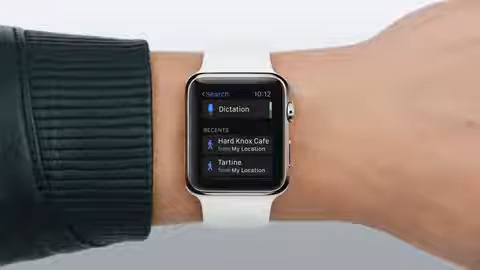 Search 10:12
Dictation
RECENTS
Hard Knox Cafe
from My Location
Tartine
from My Location